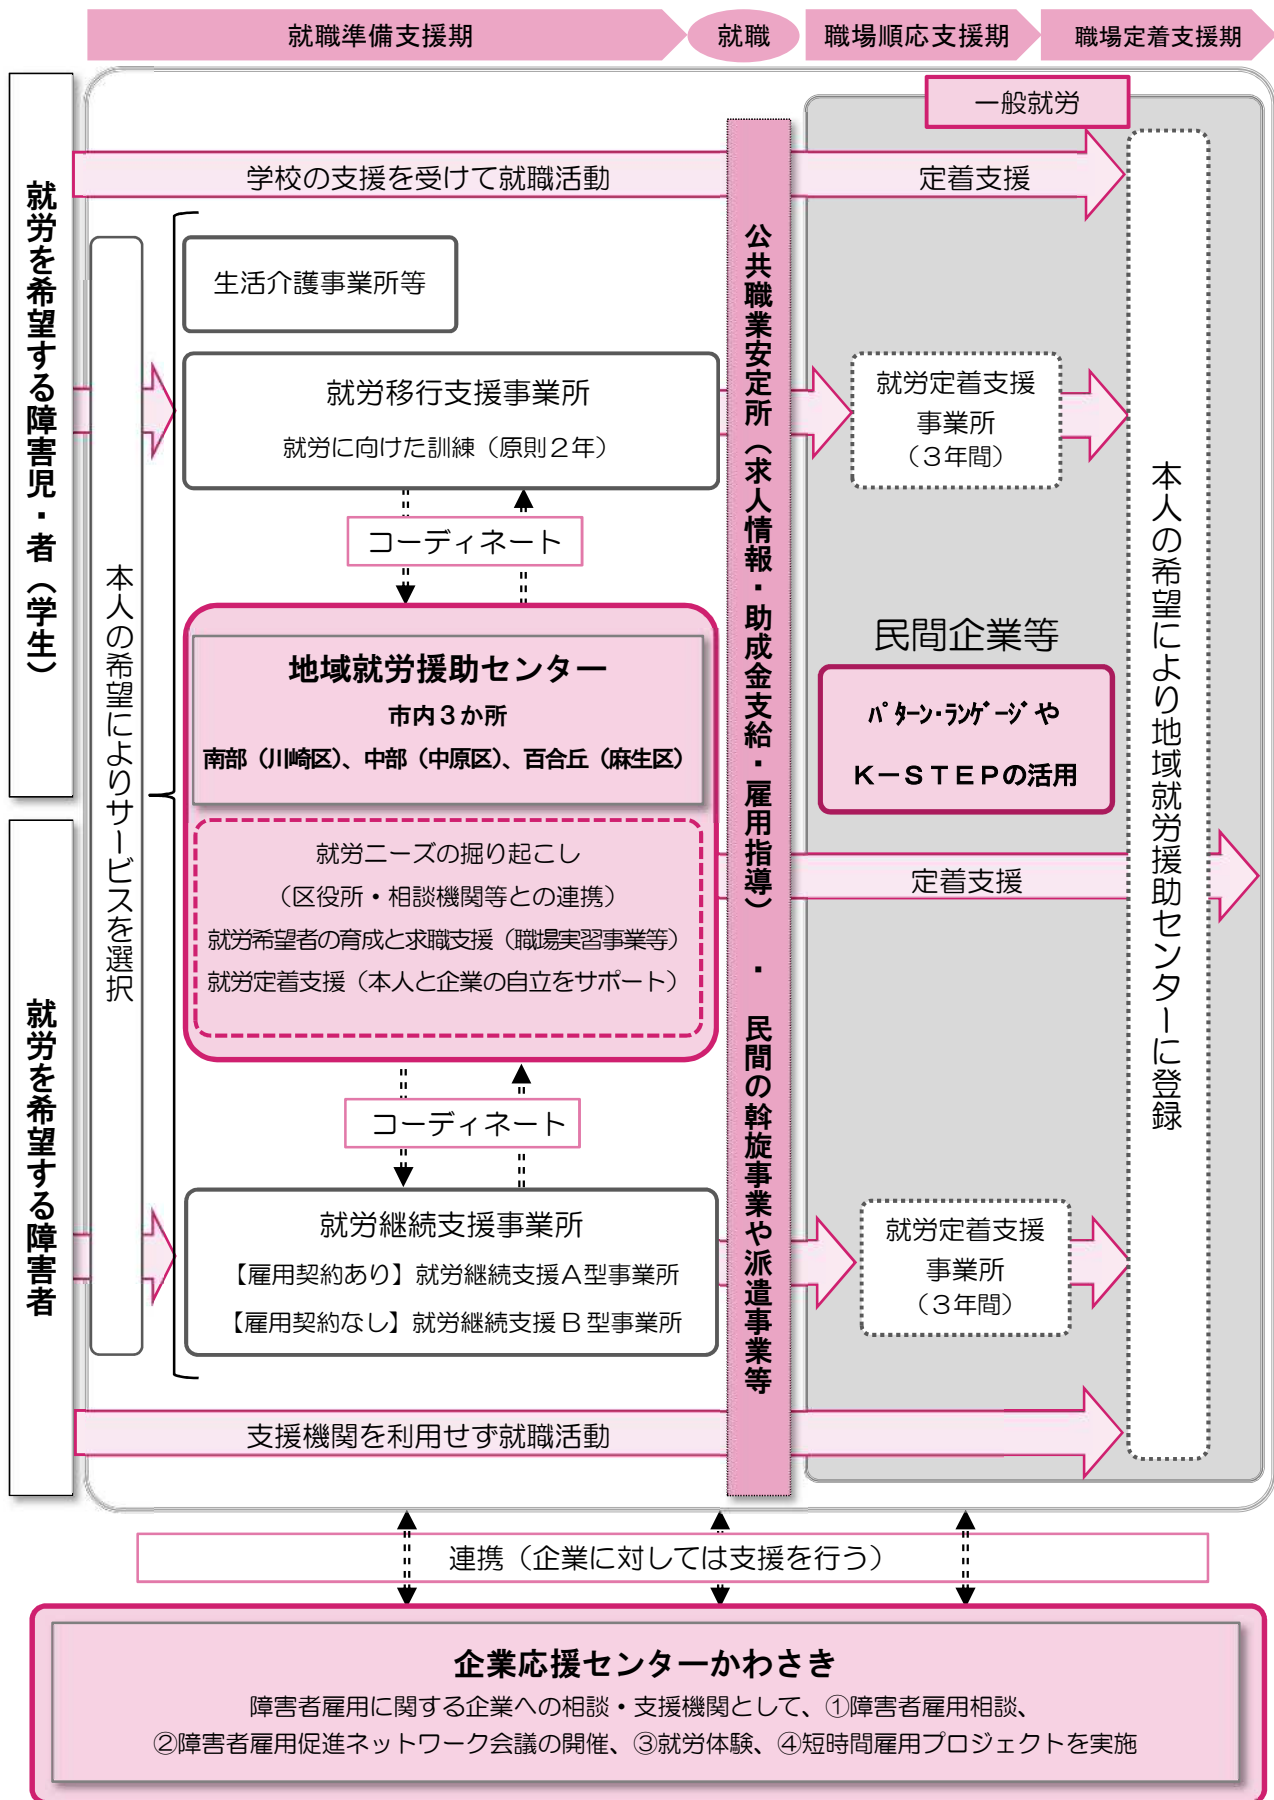 就職準備支援期
就職
職場順応支援期
職場定着支援期
就労を希望する障害児・者（学生）
就労を希望する障害者
一般就労
学校の支援を受けて就職活動
定着支援
本人の希望によりサービスを選択
生活介護事業所等
就労移行支援事業所
就労に向けた訓練（原則２年）
コーディネート
地域就労援助センター
市内３か所
南部（川崎区）、中部（中原区）、百合丘（麻生区）
就労ニーズの掘り起こし
（区役所・相談機関等との連携）
就労希望者の育成と求職支援（職場実習事業等）
就労定着支援（本人と企業の自立をサポート）
コーディネート
就労継続支援事業所
【雇用契約あり】就労継続支援Ａ型事業所
【雇用契約なし】就労継続支援Ｂ型事業所
支援機関を利用せず就職活動
公共職業安定所（求人情報・助成金支給・雇用指導）・民間の斡旋事業や派遣事業等
就労定着支援
事業所
（３年間）
民間企業等
ﾊﾟﾀｰﾝ・ﾗﾝｹﾞｰｼﾞや
Ｋ－ＳＴＥＰの活用
定着支援
就労定着支援
事業所
（３年間）
本人の希望により地域就労援助センターに登録
連携（企業に対しては支援を行う）
企業応援センターかわさき
障害者雇用に関する企業への相談・支援機関として、①障害者雇用相談、
②障害者雇用促進ネットワーク会議の開催、③就労体験、④短時間雇用プロジェクトを実施